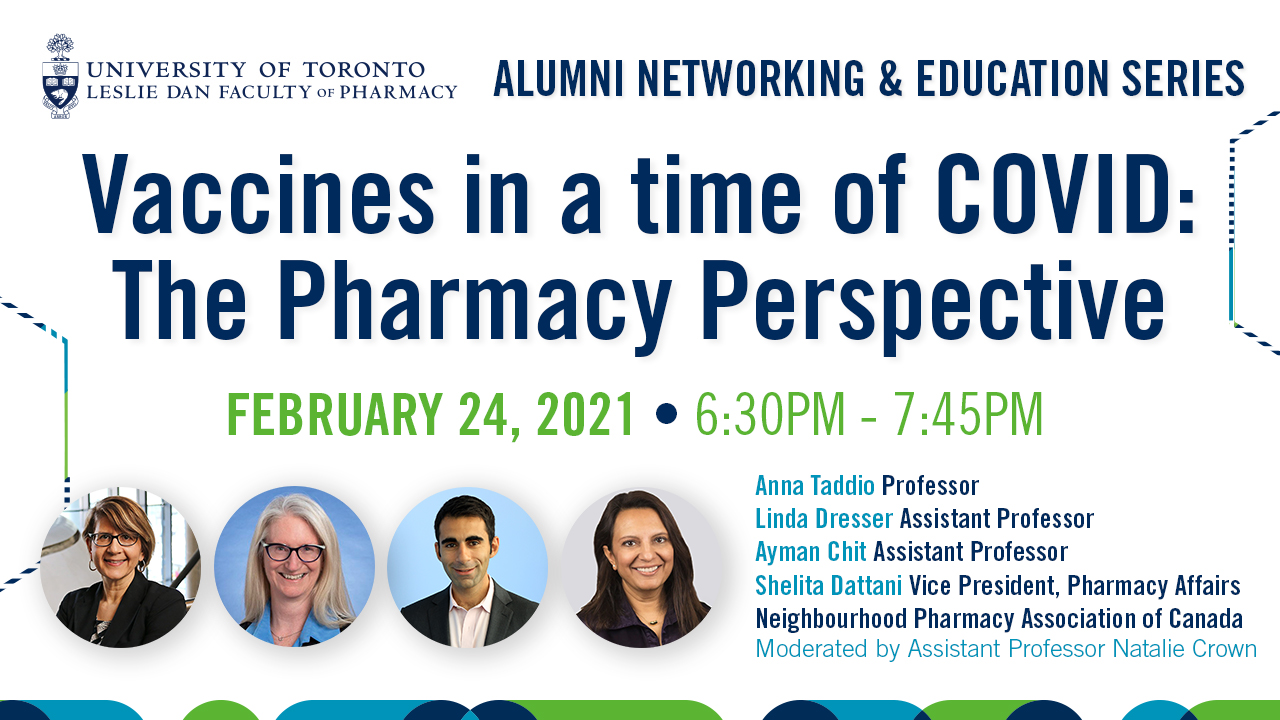 UNIVERSITY OF TORONTO
LESLIE DAN FACULTY OF PHARMACY
ALUMNI NETWORKING & EDUCATION SERIES
Vaccines in a time of COVID:
The Pharmacy Perspective
FEBRUARY 24, 2021 • 6:30PM - 7:45PM
Anna Taddio Professor
Linda Dresser Assistant Professor
Ayman Chit Assistant Professor
Shelita Dattani Vice President, Pharmacy Affairs
Neighbourhood Pharmacy Association of Canada
Moderated by Assistant Professor Natalie Crown